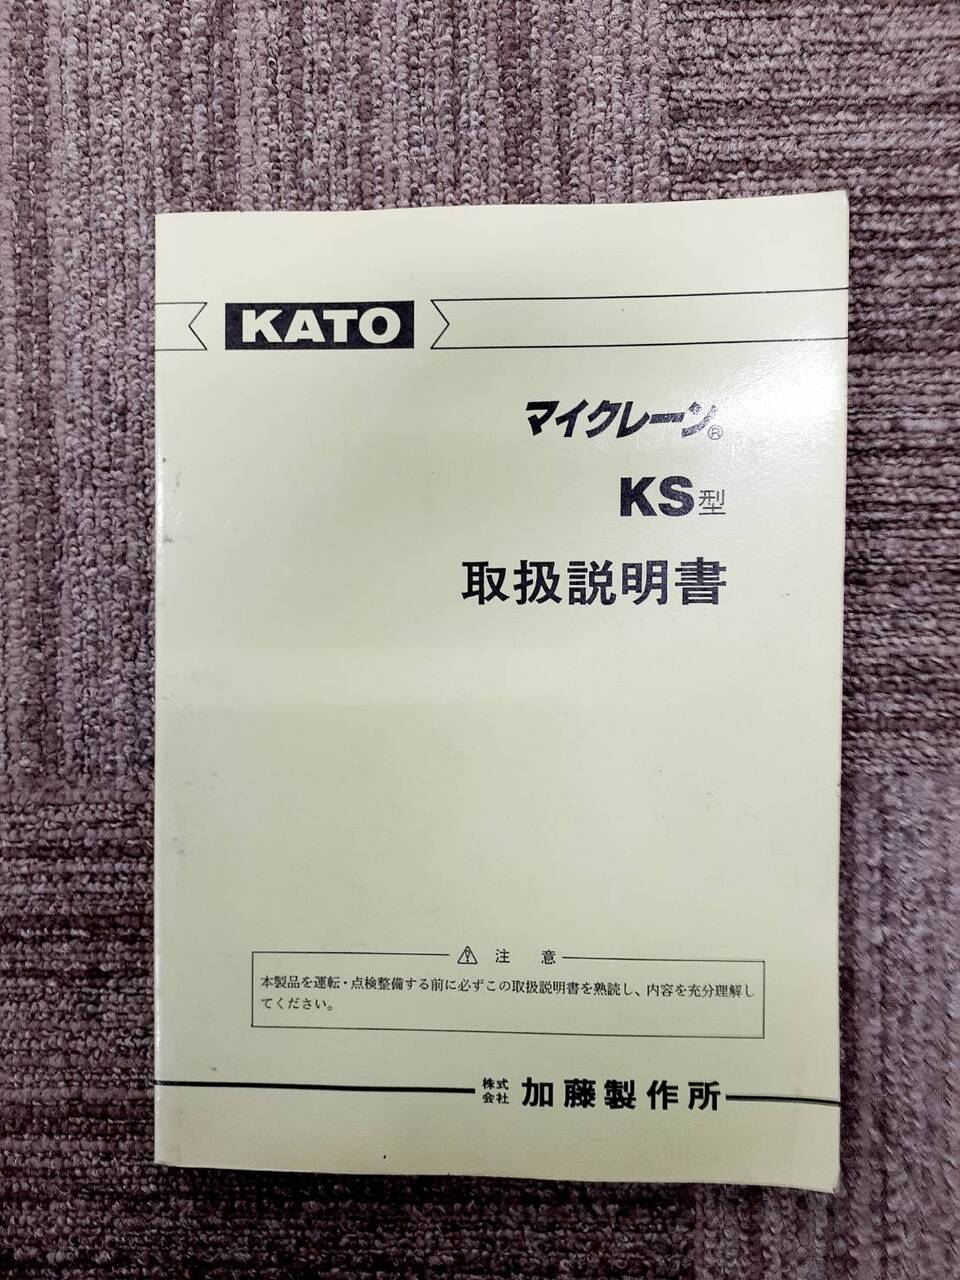 KATO
マイクレーン®
KS型
取扱説明書
注 意
本製品を運転・点検整備する前に必ずこの取扱説明書を熟読し、内容を充分理解し
てください。
株式会社 加藤製作所